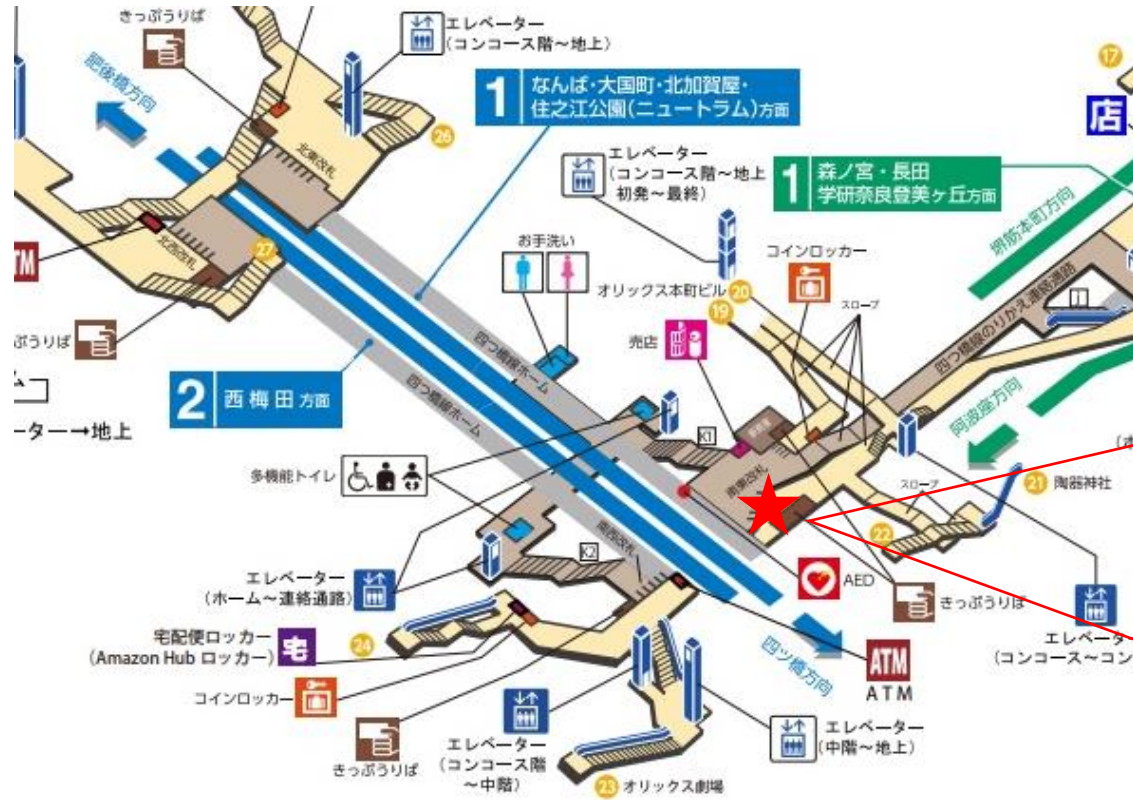 きっぷうりば
エレベーター
(コンコース階～地上)
肥後橋方向
1
なんば・大国町・北加賀屋・
住之江公園(ニュートラム)方面
17
店
26
北東改札
エレベーター
(コンコース階～地上
初発～最終)
1
森ノ宮・長田
学研奈良登美ヶ丘方面
堺筋本町方向
TM
北西改札
27
お手洗い
コインロッカー
オリックス本町ビル
20
19
スロープ
四つ橋線のりかえ連絡通路
ぷうりば
売店
四つ橋線ホーム
四つ橋線ホーム
2
西梅田方面
ーター→地上
阿波座方向
K1
多機能トイレ
南東改札
スロープ
21
陶器神社
22
南西改札
K2
AED
エレベーター
(ホーム～連絡通路)
きっぷうりば
宅配便ロッカー
(Amazon Hub ロッカー)
宅
24
四ツ橋方向
ATM
ATM
エレベータ
(コンコース～コン
コインロッカー
エレベーター
(コンコース階
～中階)
エレベーター
(中階～地上)
きっぷうりば
23
オリックス劇場